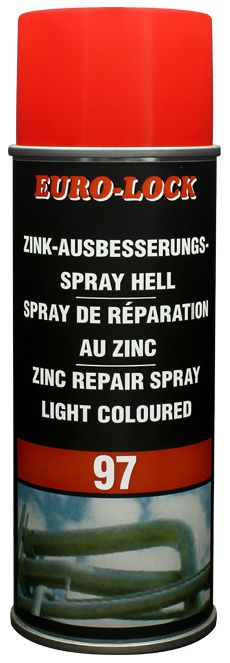 EURO-LOCK
ZINK-AUSBESSERUNGS-
SPRAY HELL
SPRAY DE RÉPARATION
AU ZINC
ZINC REPAIR SPRAY
LIGHT COLOURED
97